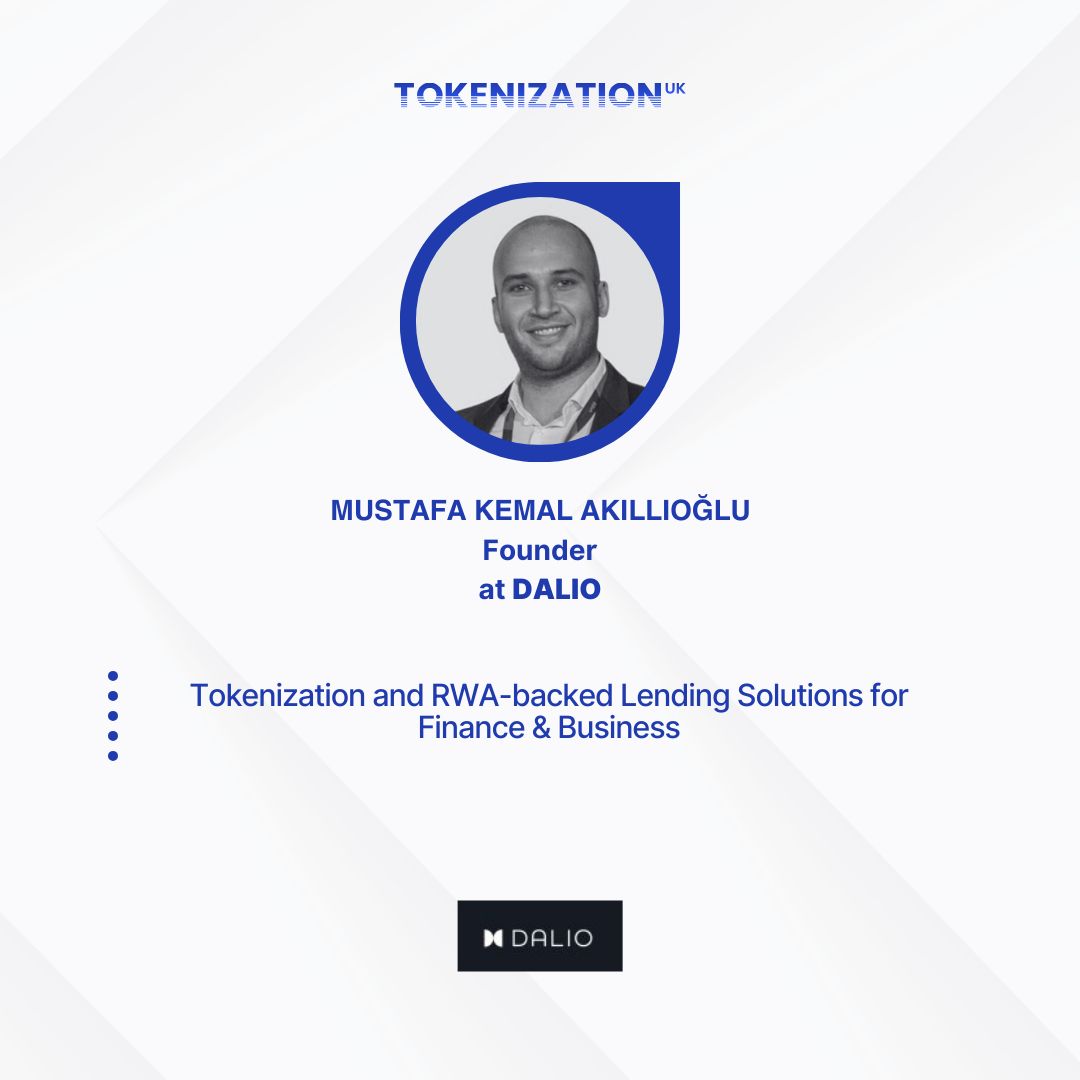 TOKENIZATION UK
MUSTAFA KEMAL AKILLIOĞLU
Founder
at DALIO
Tokenization and RWA-backed Lending Solutions for
Finance & Business
DALIO